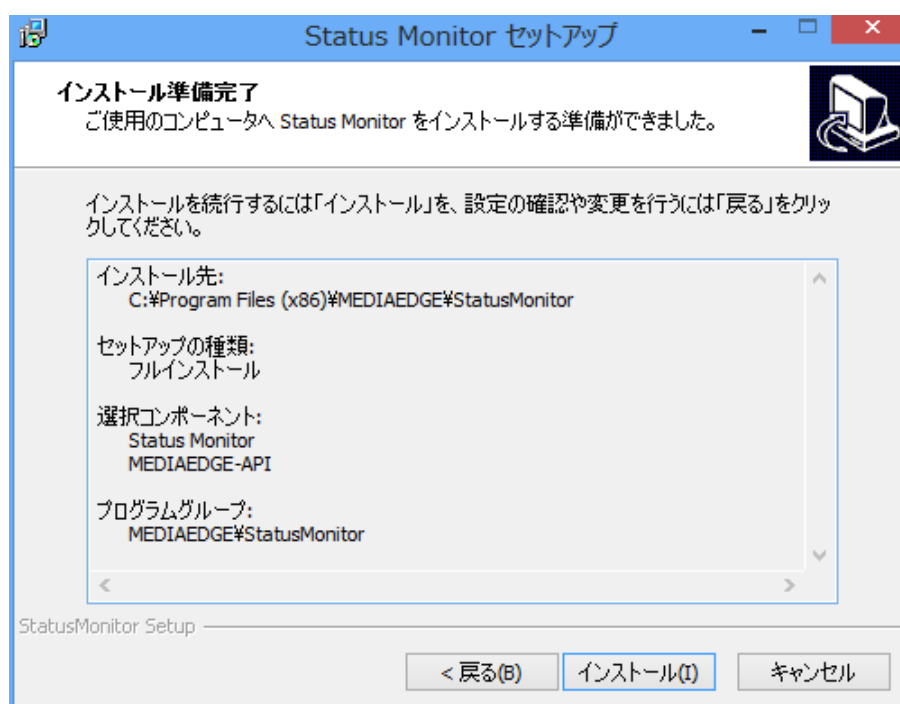 Status Monitor セットアップ
インストール準備完了
ご使用のコンピュータへ Status Monitor をインストールする準備ができました。
インストールを続行するには「インストール」を、設定の確認や変更を行うには「戻る」をクリッ
クしてください。
インストール先:
C:¥Program Files (x86)¥MEDIAEDGE¥StatusMonitor
セットアップの種類:
フルインストール
選択コンポーネント:
Status Monitor
MEDIAEDGE-API
プログラムグループ:
MEDIAEDGE¥StatusMonitor
StatusMonitor Setup
< 戻る(B) インストール(I) キャンセル